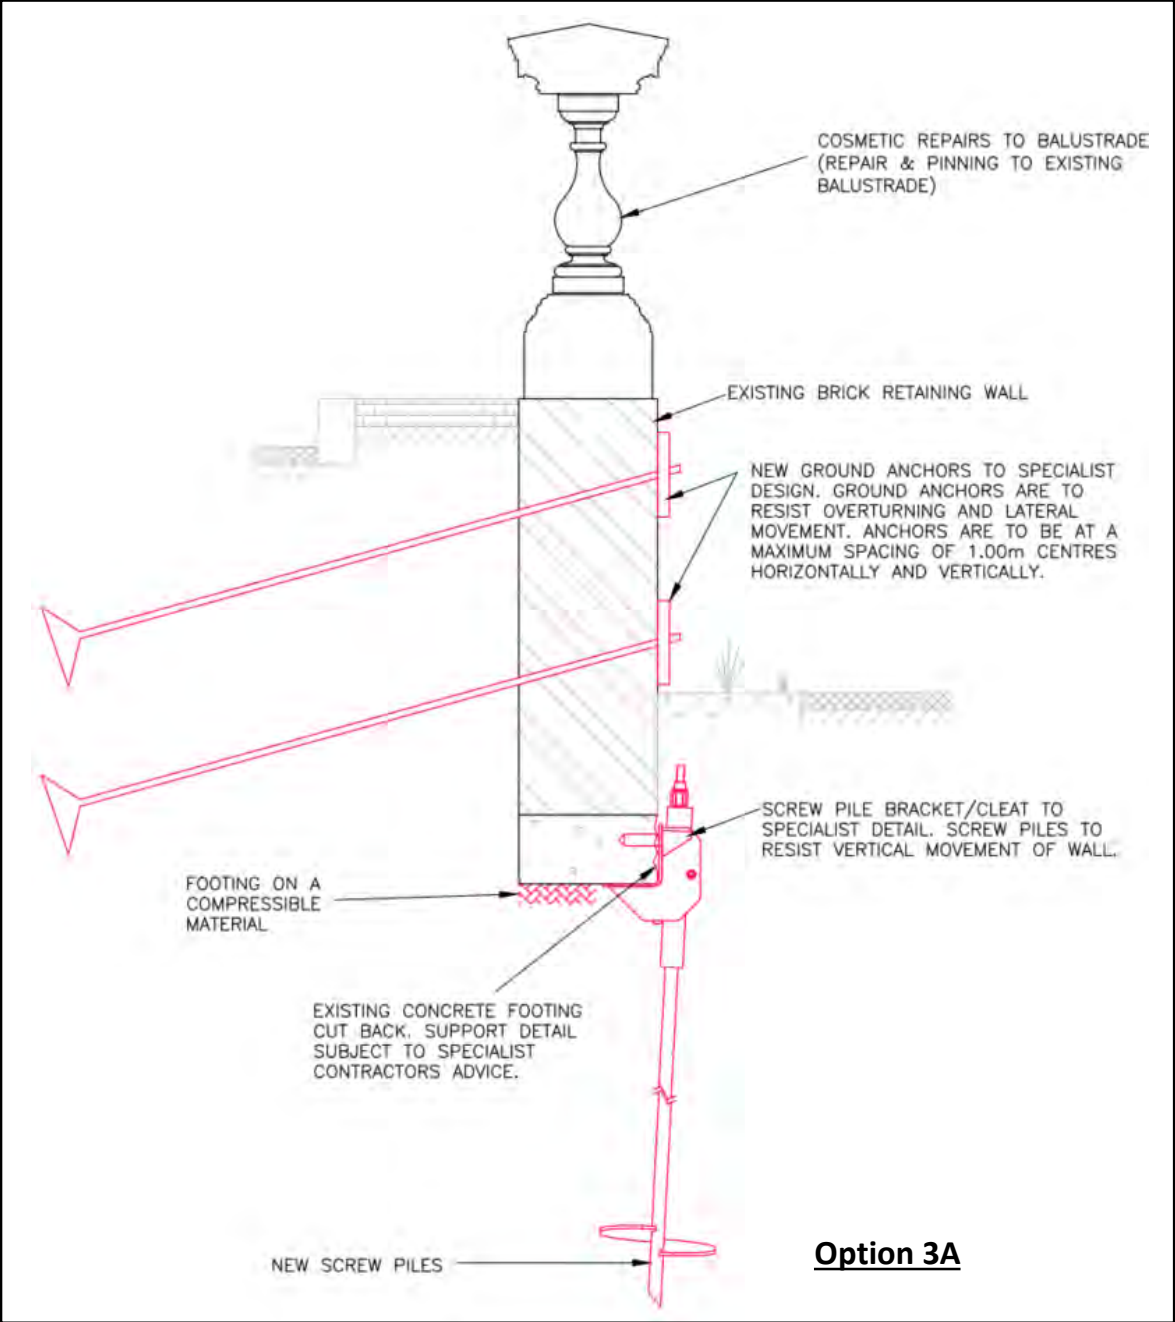 COSMETIC REPAIRS TO BALUSTRADE
(REPAIR & PINNING TO EXISTING
BALUSTRADE)
EXISTING BRICK RETAINING WALL
NEW GROUND ANCHORS TO SPECIALIST
DESIGN. GROUND ANCHORS ARE TO
RESIST OVERTURNING AND LATERAL
MOVEMENT. ANCHORS ARE TO BE AT A
MAXIMUM SPACING OF 1.00m CENTRES
HORIZONTALLY AND VERTICALLY.
SCREW PILE BRACKET/CLEAT TO
SPECIALIST DETAIL. SCREW PILES TO
RESIST VERTICAL MOVEMENT OF WALL.
FOOTING ON A
COMPRESSIBLE
MATERIAL
EXISTING CONCRETE FOOTING
CUT BACK. SUPPORT DETAIL
SUBJECT TO SPECIALIST
CONTRACTORS ADVICE.
NEW SCREW PILES
Option 3A